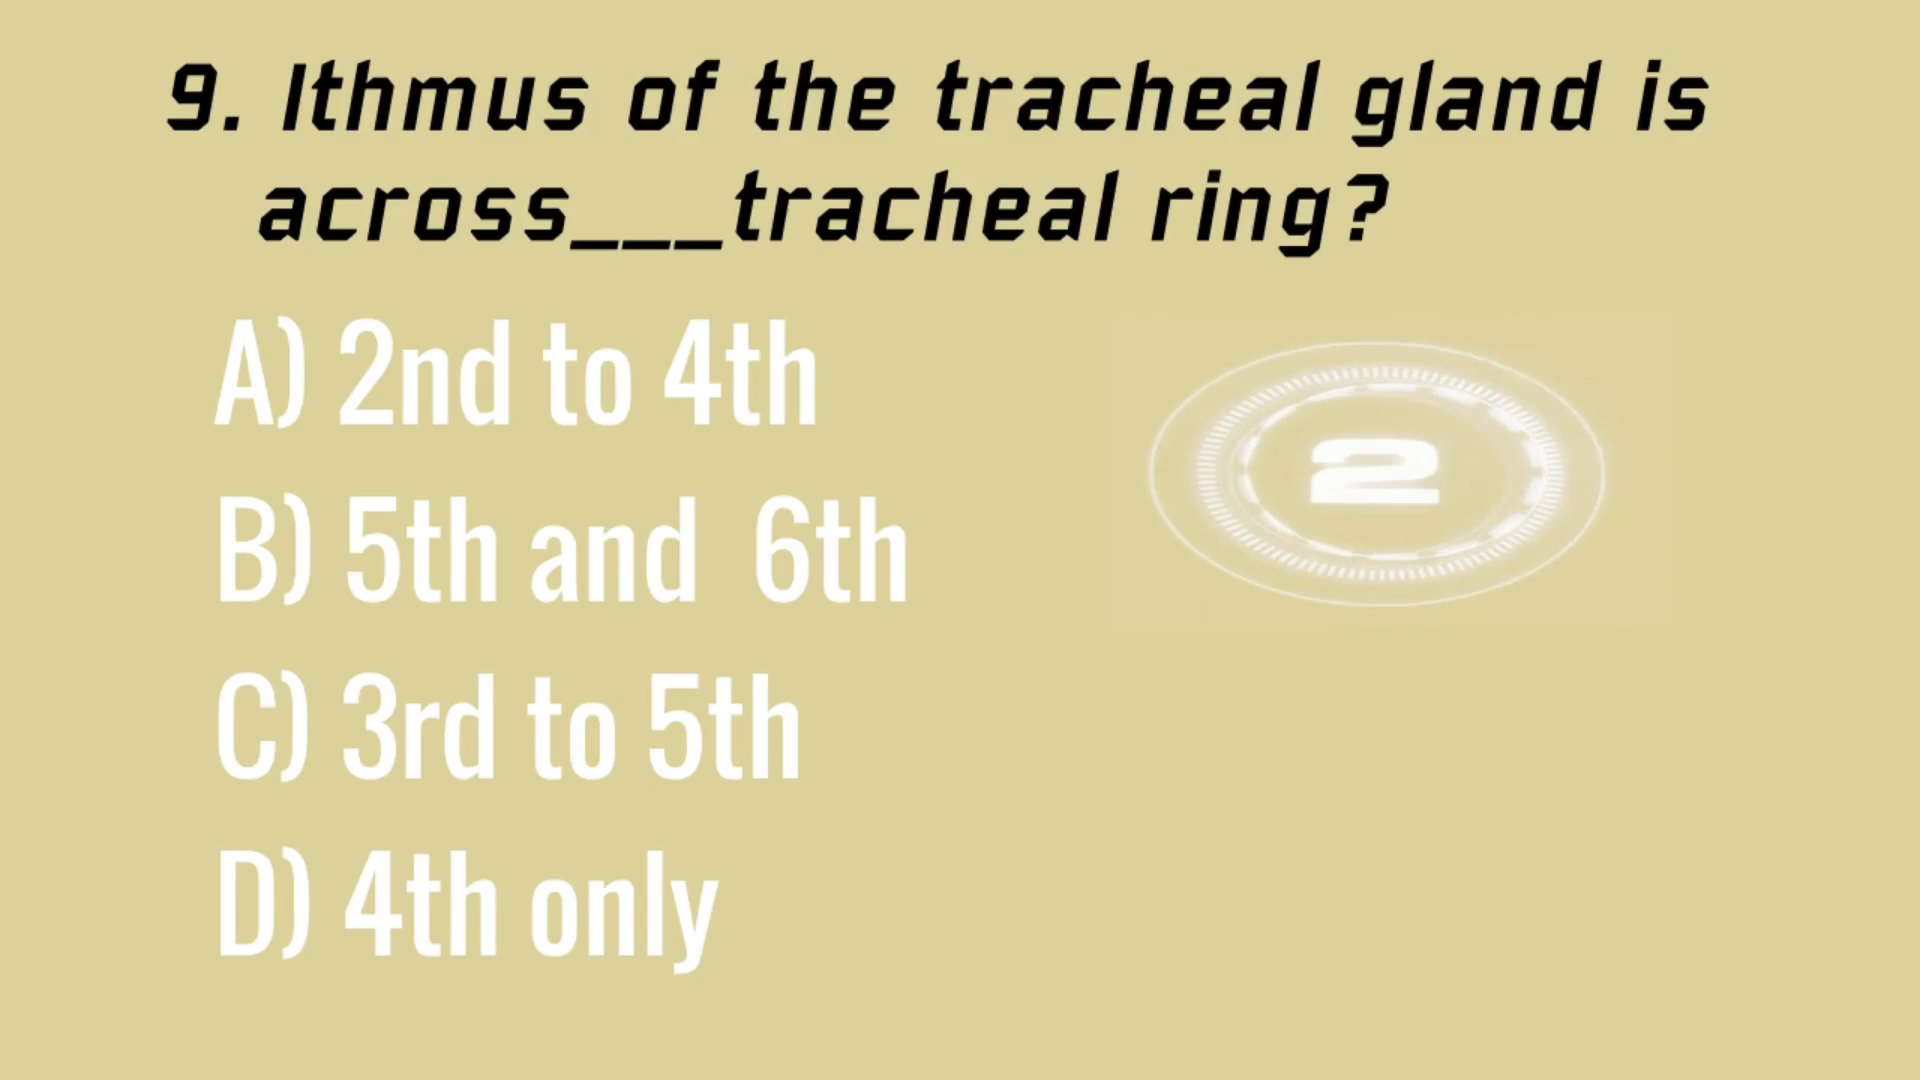 9. Ithmus of the tracheal gland is
across___tracheal ring?
A) 2nd to 4th
2
B) 5th and 6th
C) 3rd to 5th
D) 4th only